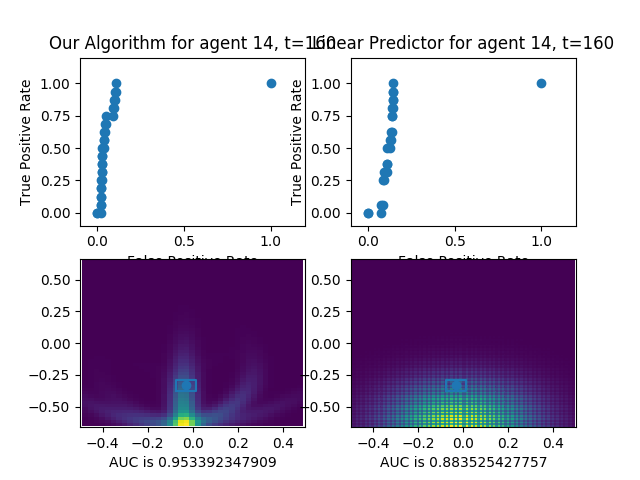 Our Algorithm for agent 14, t=160
Linear Predictor for agent 14, t=160
True Positive Rate
1.00
0.75
0.50
0.25
0.00
0.0 0.5 1.0
False Positive Rate
True Positive Rate
1.00
0.75
0.50
0.25
0.00
0.0 0.5 1.0
False Positive Rate
0.50
0.25
0.00
−0.25
−0.50
−0.4 −0.2 0.0 0.2 0.4
AUC is 0.953392347909
0.50
0.25
0.00
−0.25
−0.50
−0.4 −0.2 0.0 0.2 0.4
AUC is 0.883525427757